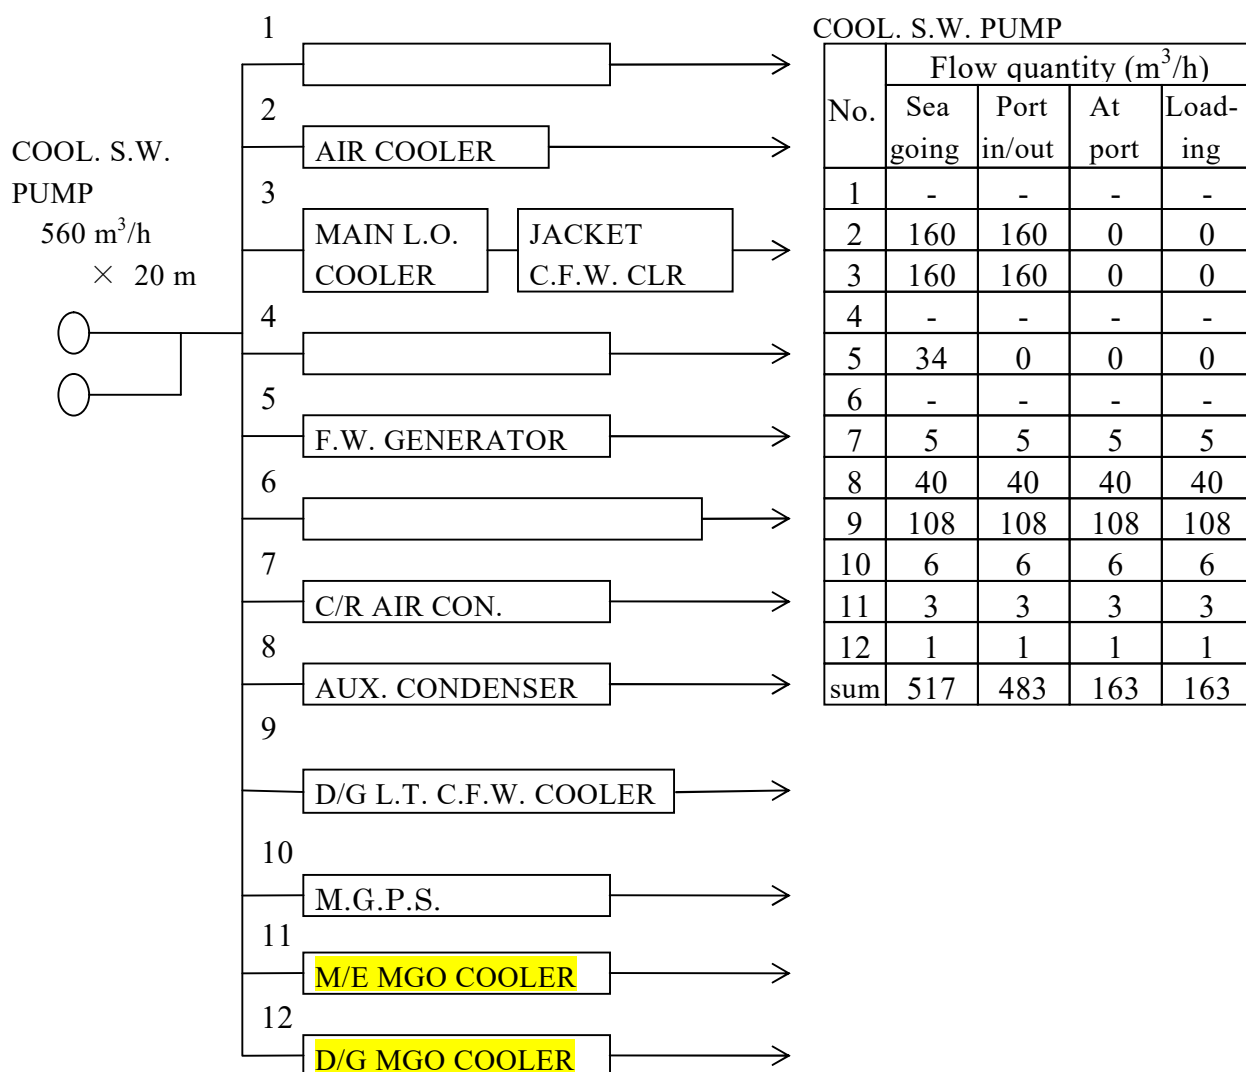 COOL. S.W.
PUMP
560 m³/h
× 20 m
1
2
AIR COOLER
3
MAIN L.O.
COOLER
JACKET
C.F.W. CLR
4
5
F.W. GENERATOR
6
7
C/R AIR CON.
8
AUX. CONDENSER
9
D/G L.T. C.F.W. COOLER
10
M.G.P.S.
11
M/E MGO COOLER
12
D/G MGO COOLER
COOL. S.W. PUMP
Flow quantity (m³/h)
No. Sea going Port in/out At port Load-ing
1 - - - -
2 160 160 0 0
3 160 160 0 0
4 - - - -
5 34 0 0 0
6 - - - -
7 5 5 5 5
8 40 40 40 40
9 108 108 108 108
10 6 6 6 6
11 3 3 3 3
12 1 1 1 1
sum 517 483 163 163